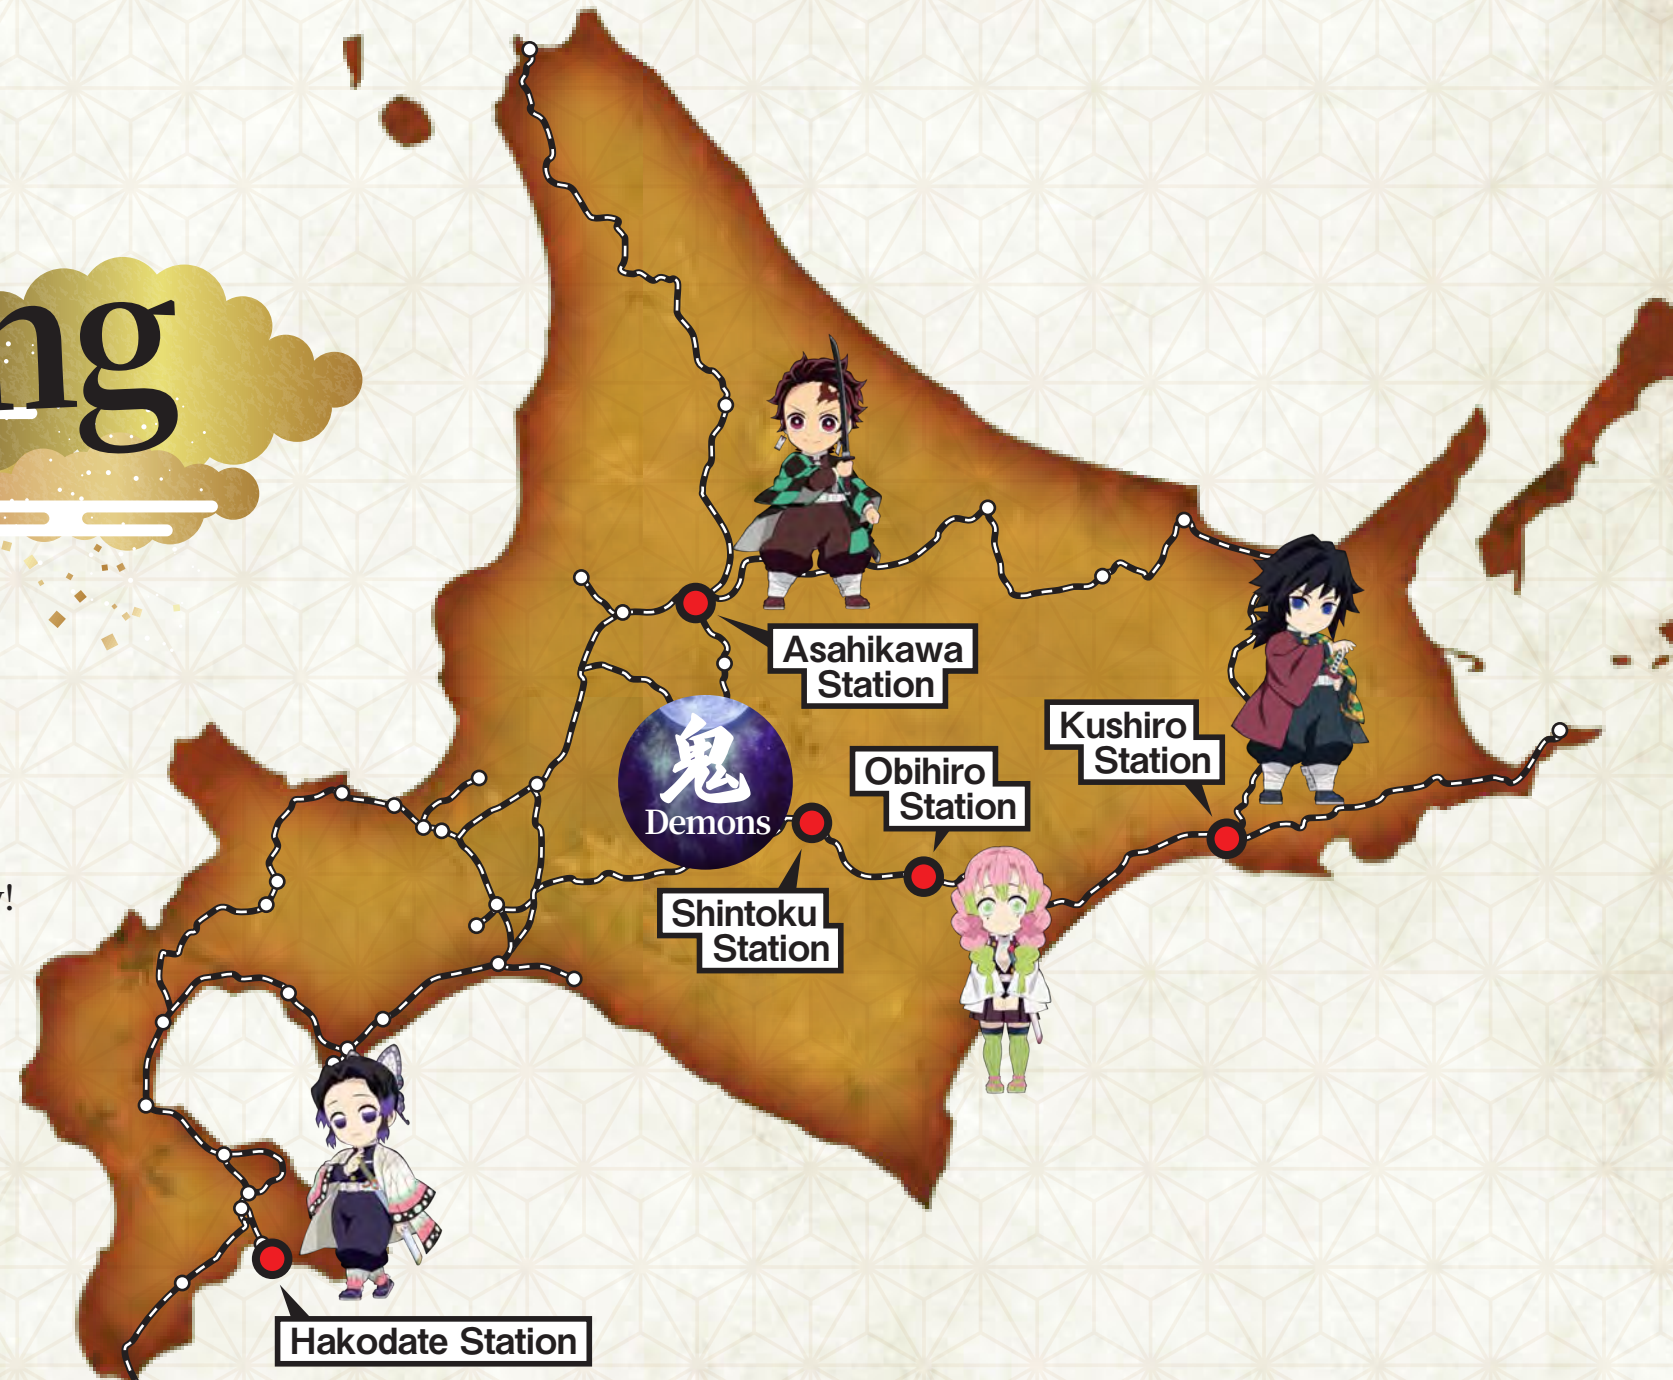 ng
Asahikawa
Station
Kushiro
Station
鬼
Demons
Obihiro
Station
Shintoku
Station
y!
Hakodate Station